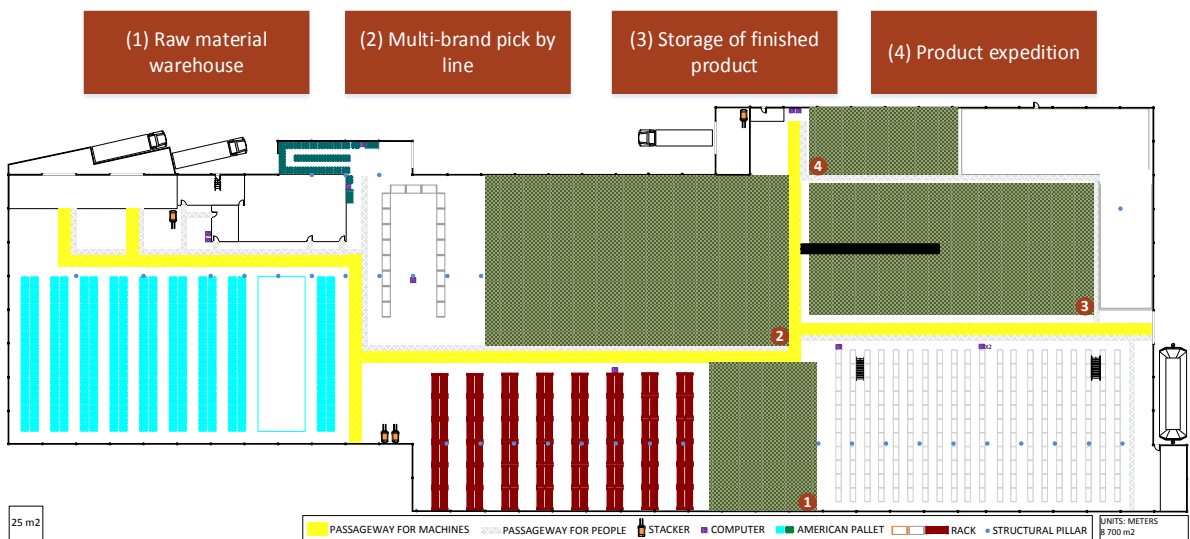 (1) Raw material
warehouse
(2) Multi-brand pick by
line
(3) Storage of finished
product
(4) Product expedition
4
3
2
X2
1
25 m2
PASSAGEWAY FOR MACHINES
PASSAGEWAY FOR PEOPLE
STACKER
COMPUTER
AMERICAN PALLET
RACK
STRUCTURAL PILLAR
UNITS: METERS
8 700 m2